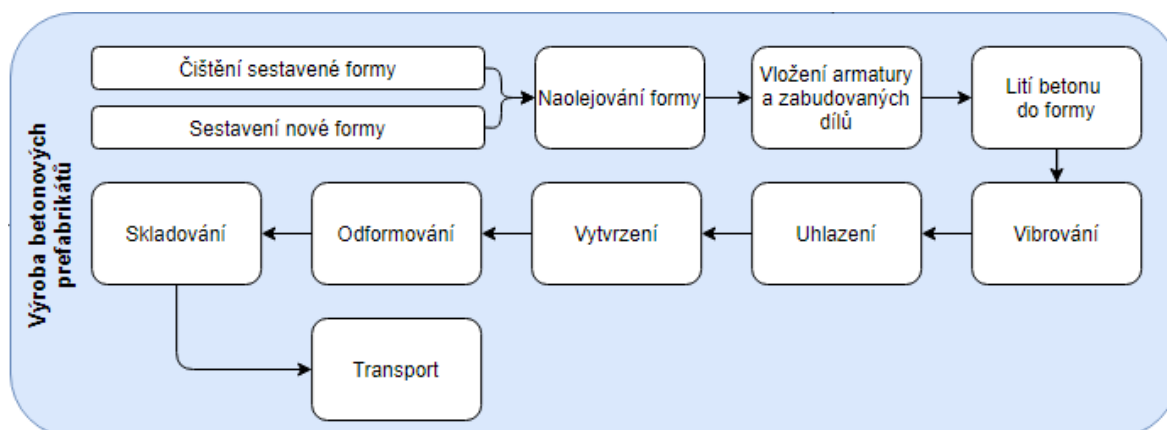 Výroba betonových
prefabrikátů
Čištění sestavené formy
Sestavení nové formy
Naolejování formy
Vložení armatury
a zabudovaných
dílů
Lití betonu
do formy
Vibrování
Uhlazení
Vytvrzení
Odformování
Skladování
Transport